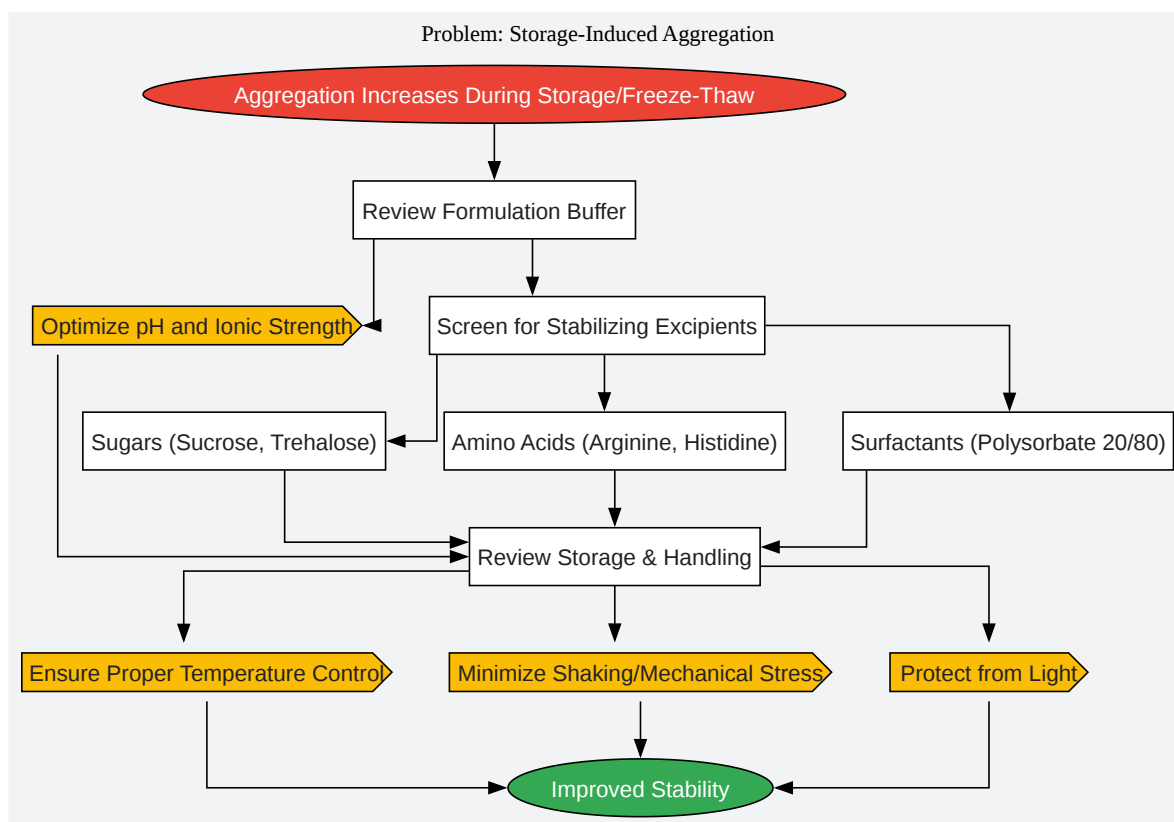 Problem: Storage-Induced Aggregation
Aggregation Increases During Storage/Freeze-Thaw
Review Formulation Buffer
Optimize pH and Ionic Strength
Screen for Stabilizing Excipients
Sugars (Sucrose, Trehalose)
Amino Acids (Arginine, Histidine)
Surfactants (Polysorbate 20/80)
Review Storage & Handling
Ensure Proper Temperature Control
Minimize Shaking/Mechanical Stress
Protect from Light
Improved Stability